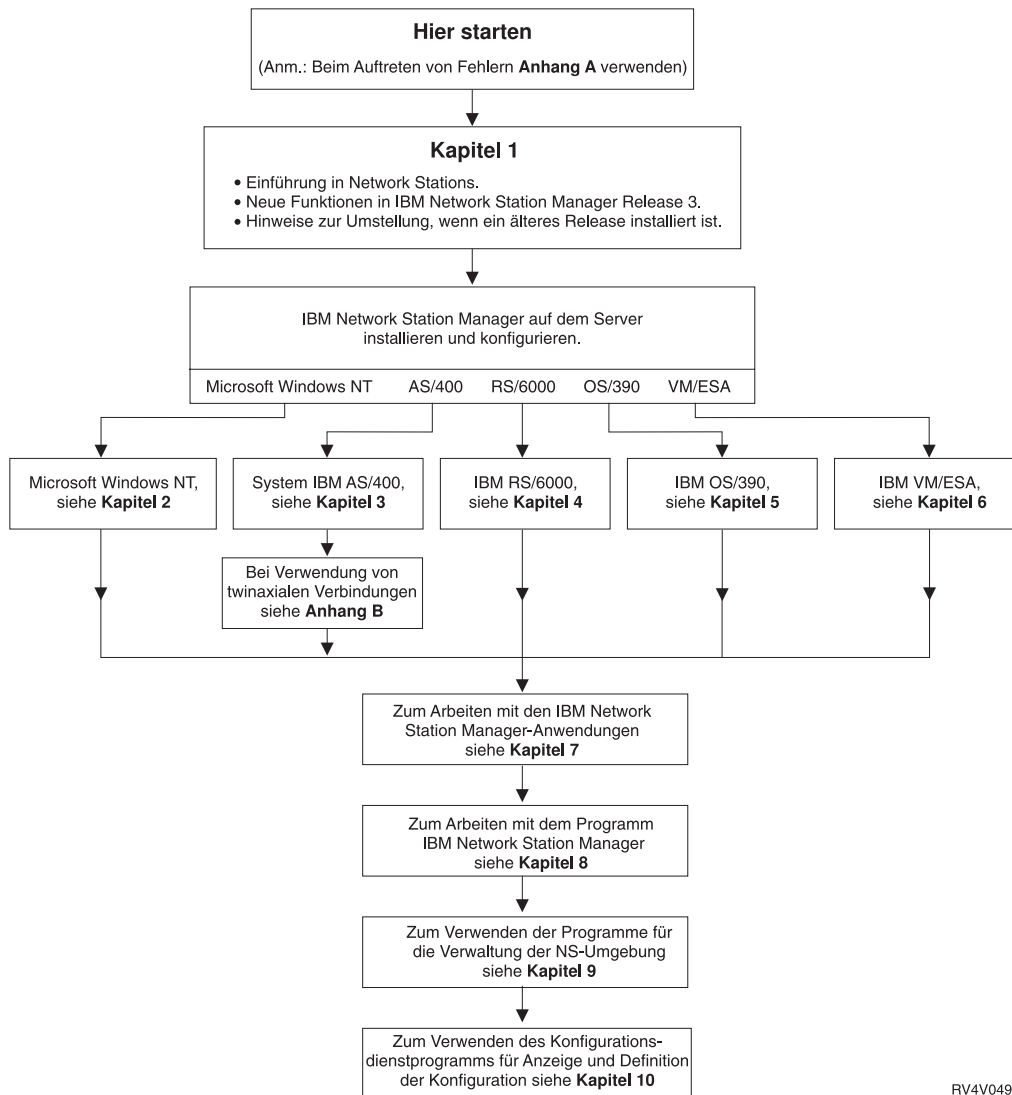 Hier starten
(Anm.: Beim Auftreten von Fehlern Anhang A verwenden)
Kapitel 1
• Einführung in Network Stations.
• Neue Funktionen in IBM Network Station Manager Release 3.
• Hinweise zur Umstellung, wenn ein älteres Release installiert ist.
IBM Network Station Manager auf dem Server
installieren und konfigurieren.
Microsoft Windows NT AS/400 RS/6000 OS/390 VM/ESA
Microsoft Windows NT,
siehe Kapitel 2
System IBM AS/400,
siehe Kapitel 3
IBM RS/6000,
siehe Kapitel 4
IBM OS/390,
siehe Kapitel 5
IBM VM/ESA,
siehe Kapitel 6
Bei Verwendung von
twinaxialen Verbindungen
siehe Anhang B
Zum Arbeiten mit den IBM Network
Station Manager-Anwendungen
siehe Kapitel 7
Zum Arbeiten mit dem Programm
IBM Network Station Manager
siehe Kapitel 8
Zum Verwenden der Programme für
die Verwaltung der NS-Umgebung
siehe Kapitel 9
Zum Verwenden des Konfigurations-
dienstprogramms für Anzeige und Definition
der Konfiguration siehe Kapitel 10
RV4V049